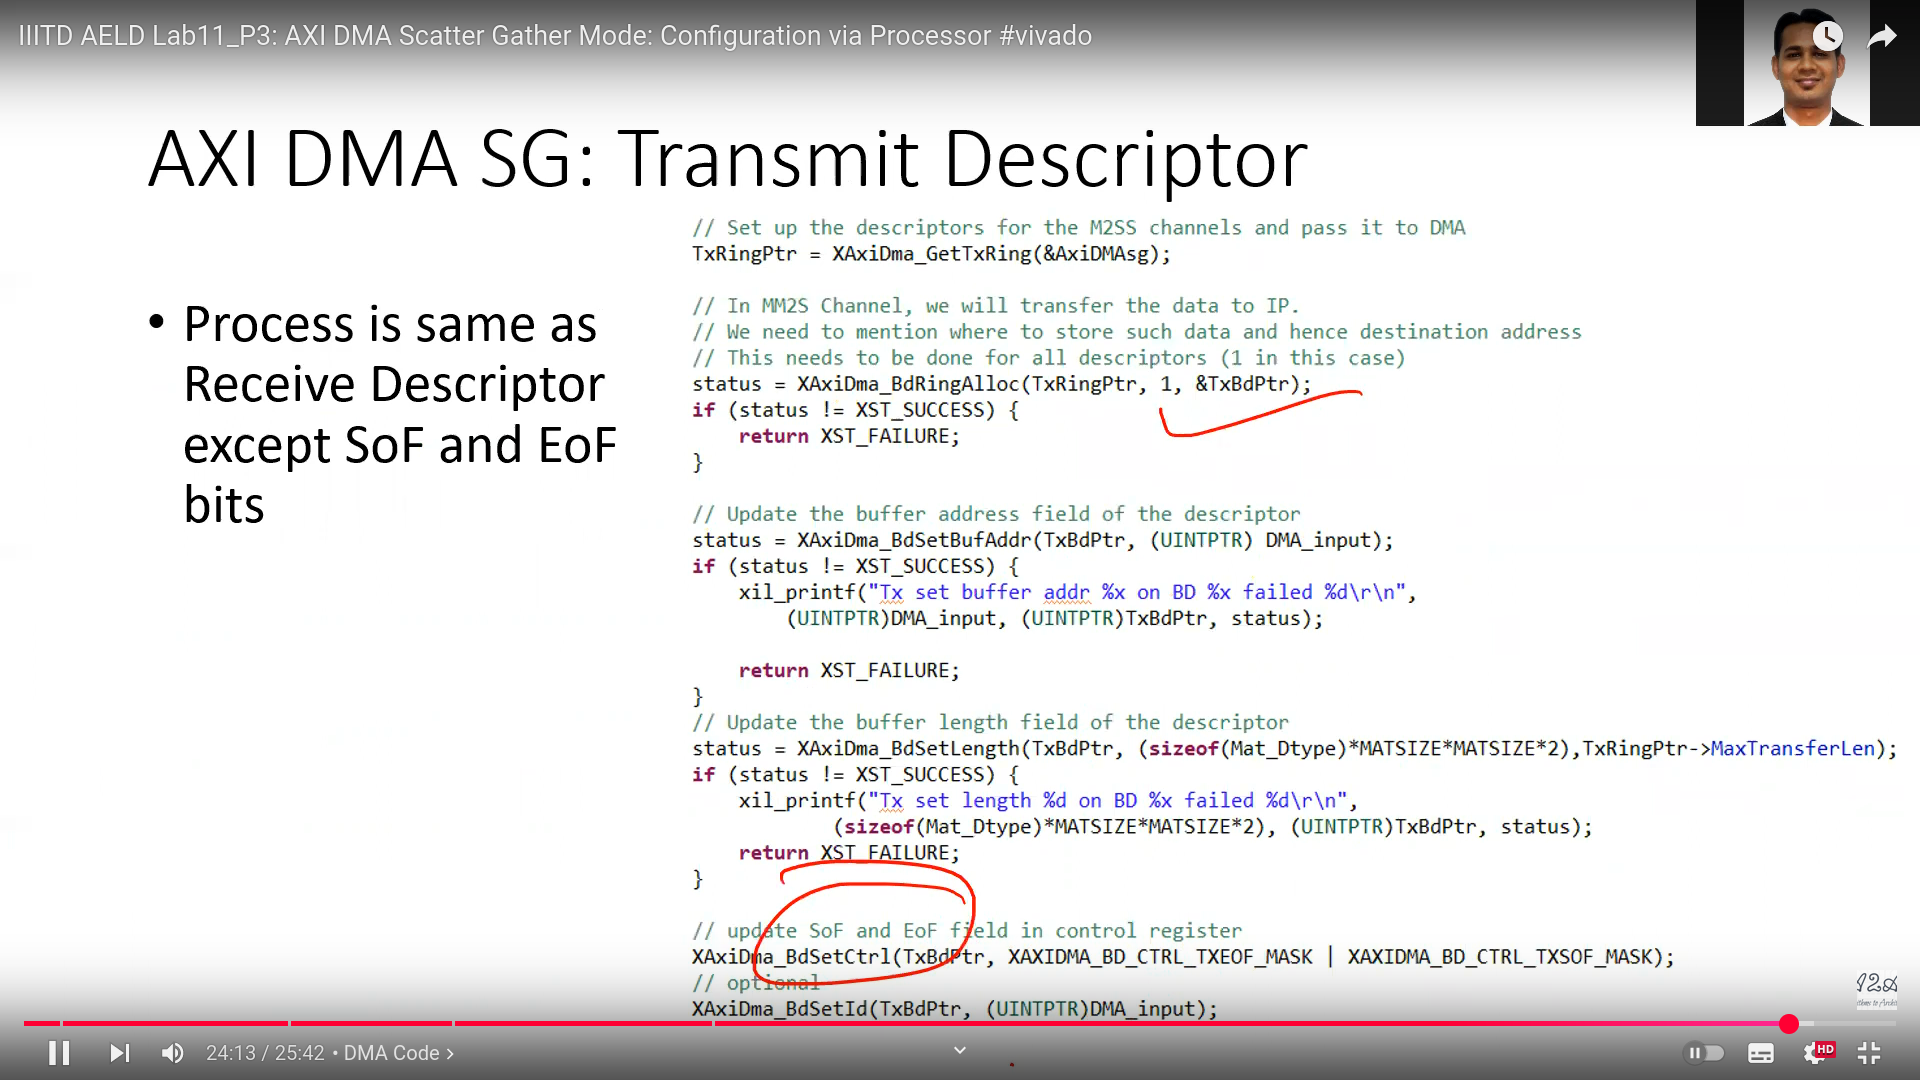 IIITD AELD Lab11_P3: AXI DMA Scatter Gather Mode: Configuration via Processor #vivado
AXI DMA SG: Transmit Descriptor
• Process is same as
Receive Descriptor
except SoF and EoF
bits
// Set up the descriptors for the M2SS channels and pass it to DMA
TxRingPtr = XAxiDma_GetTxRing(&AxiDMAsg);
// In MM2S Channel, we will transfer the data to IP.
// We need to mention where to store such data and hence destination address
// This needs to be done for all descriptors (1 in this case)
status = XAxiDma_BdRingAlloc(TxRingPtr, 1, &TxBdPtr);
if (status != XST_SUCCESS) {
return XST_FAILURE;
}
// Update the buffer address field of the descriptor
status = XAxiDma_BdSetBufAddr(TxBdPtr, (UINTPTR) DMA_input);
if (status != XST_SUCCESS) {
xil_printf("Tx set buffer addr %x on BD %x failed %d\r\n",
(UINTPTR)DMA_input, (UINTPTR)TxBdPtr, status);
return XST_FAILURE;
}
// Update the buffer length field of the descriptor
status = XAxiDma_BdSetLength(TxBdPtr, (sizeof(Mat_Dtype)*MATSIZE*MATSIZE*2),TxRingPtr->MaxTransferLen);
if (status != XST_SUCCESS) {
xil_printf("Tx set length %d on BD %x failed %d\r\n",
(sizeof(Mat_Dtype)*MATSIZE*MATSIZE*2), (UINTPTR)TxBdPtr, status);
return XST_FAILURE;
}
// update SoF and EoF field in control register
XAxiDma_BdSetCtrl(TxBdPtr, XAXIDMA_BD_CTRL_TXEOF_MASK | XAXIDMA_BD_CTRL_TXSOF_MASK);
// optional
XAxiDma_BdSetId(TxBdPtr, (UINTPTR)DMA_input);
24:13 / 25:42 • DMA Code >
HD